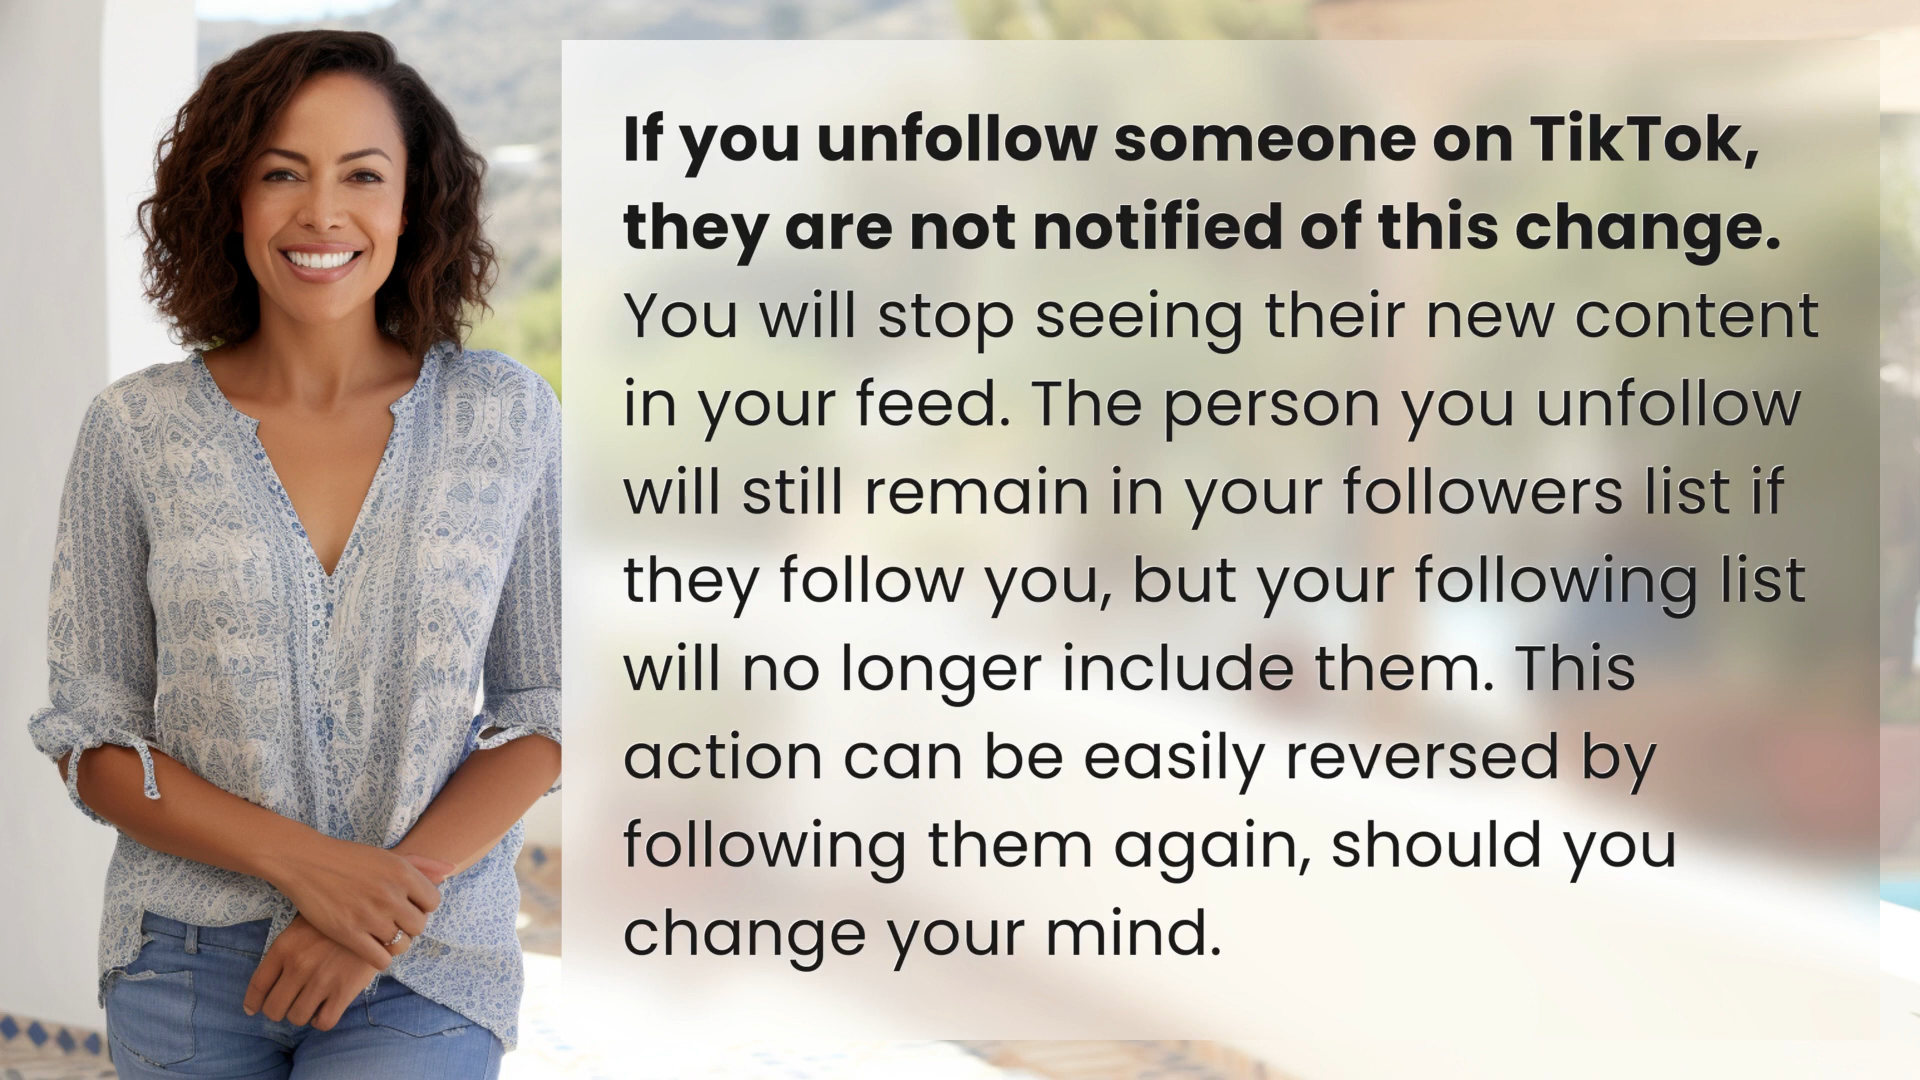 If you unfollow someone on TikTok,
they are not notified of this change.
You will stop seeing their new content
in your feed. The person you unfollow
will still remain in your followers list if
they follow you, but your following list
will no longer include them. This
action can be easily reversed by
following them again, should you
change your mind.